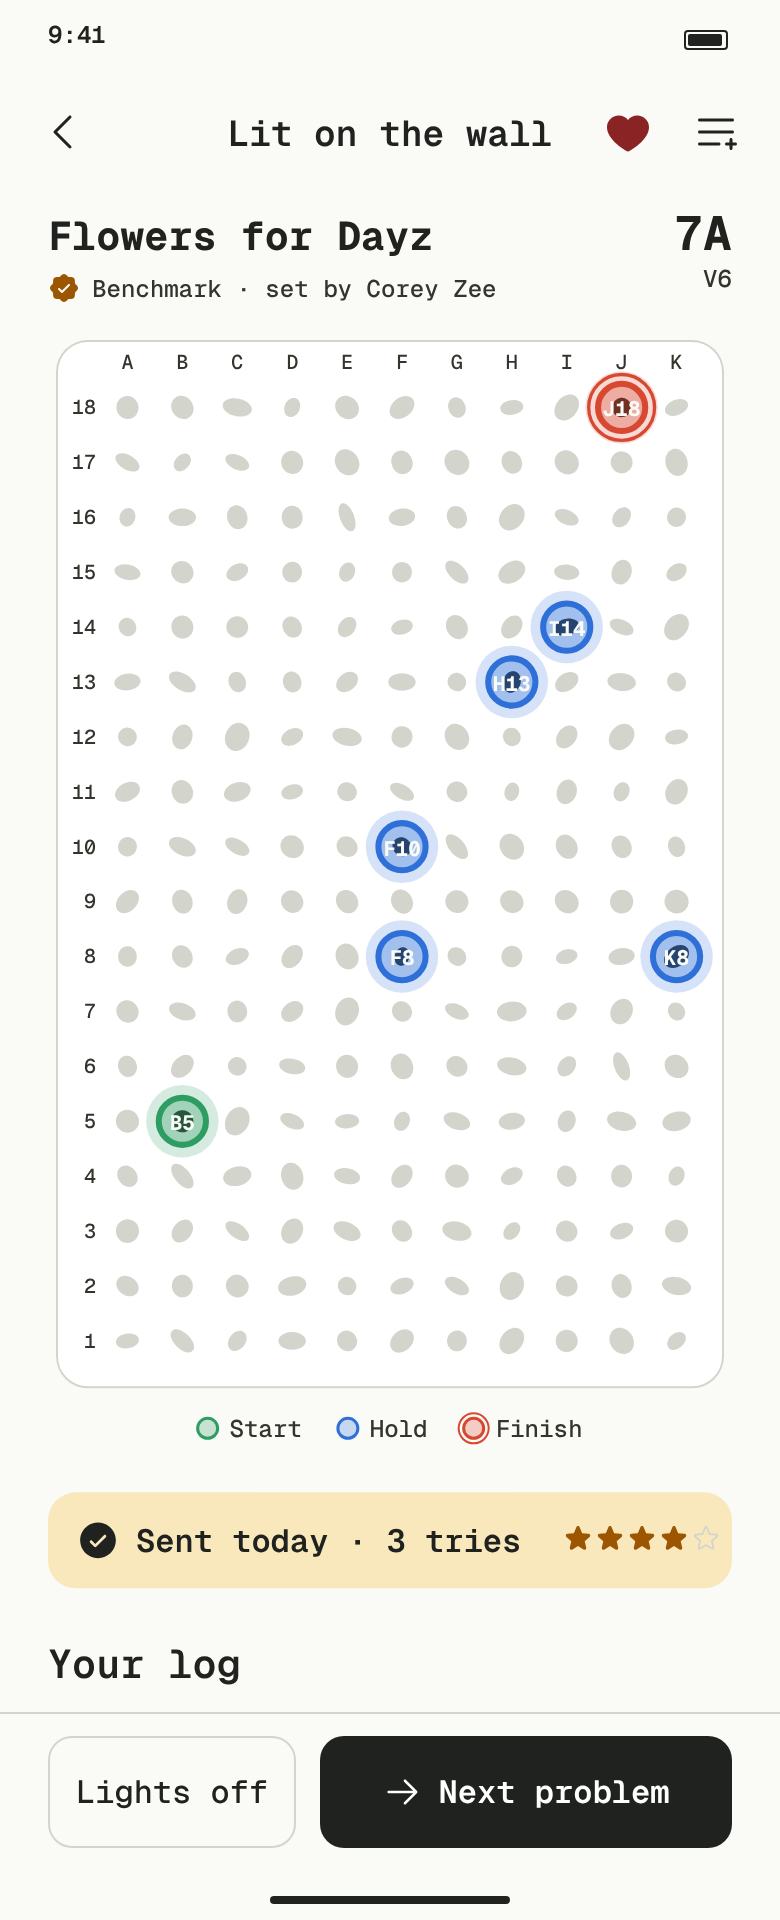 9:41
Lit on the wall
Flowers for Dayz
7A
Benchmark · set by Corey Zee
V6
A B C D E F G H I J K
18 J18
17
16
15
14 I14
13 H13
12
11
10 F10
9
8 F8 K8
7
6
5 B5
4
3
2
1
Start Hold Finish
Sent today · 3 tries
Your log
Lights off
Next problem